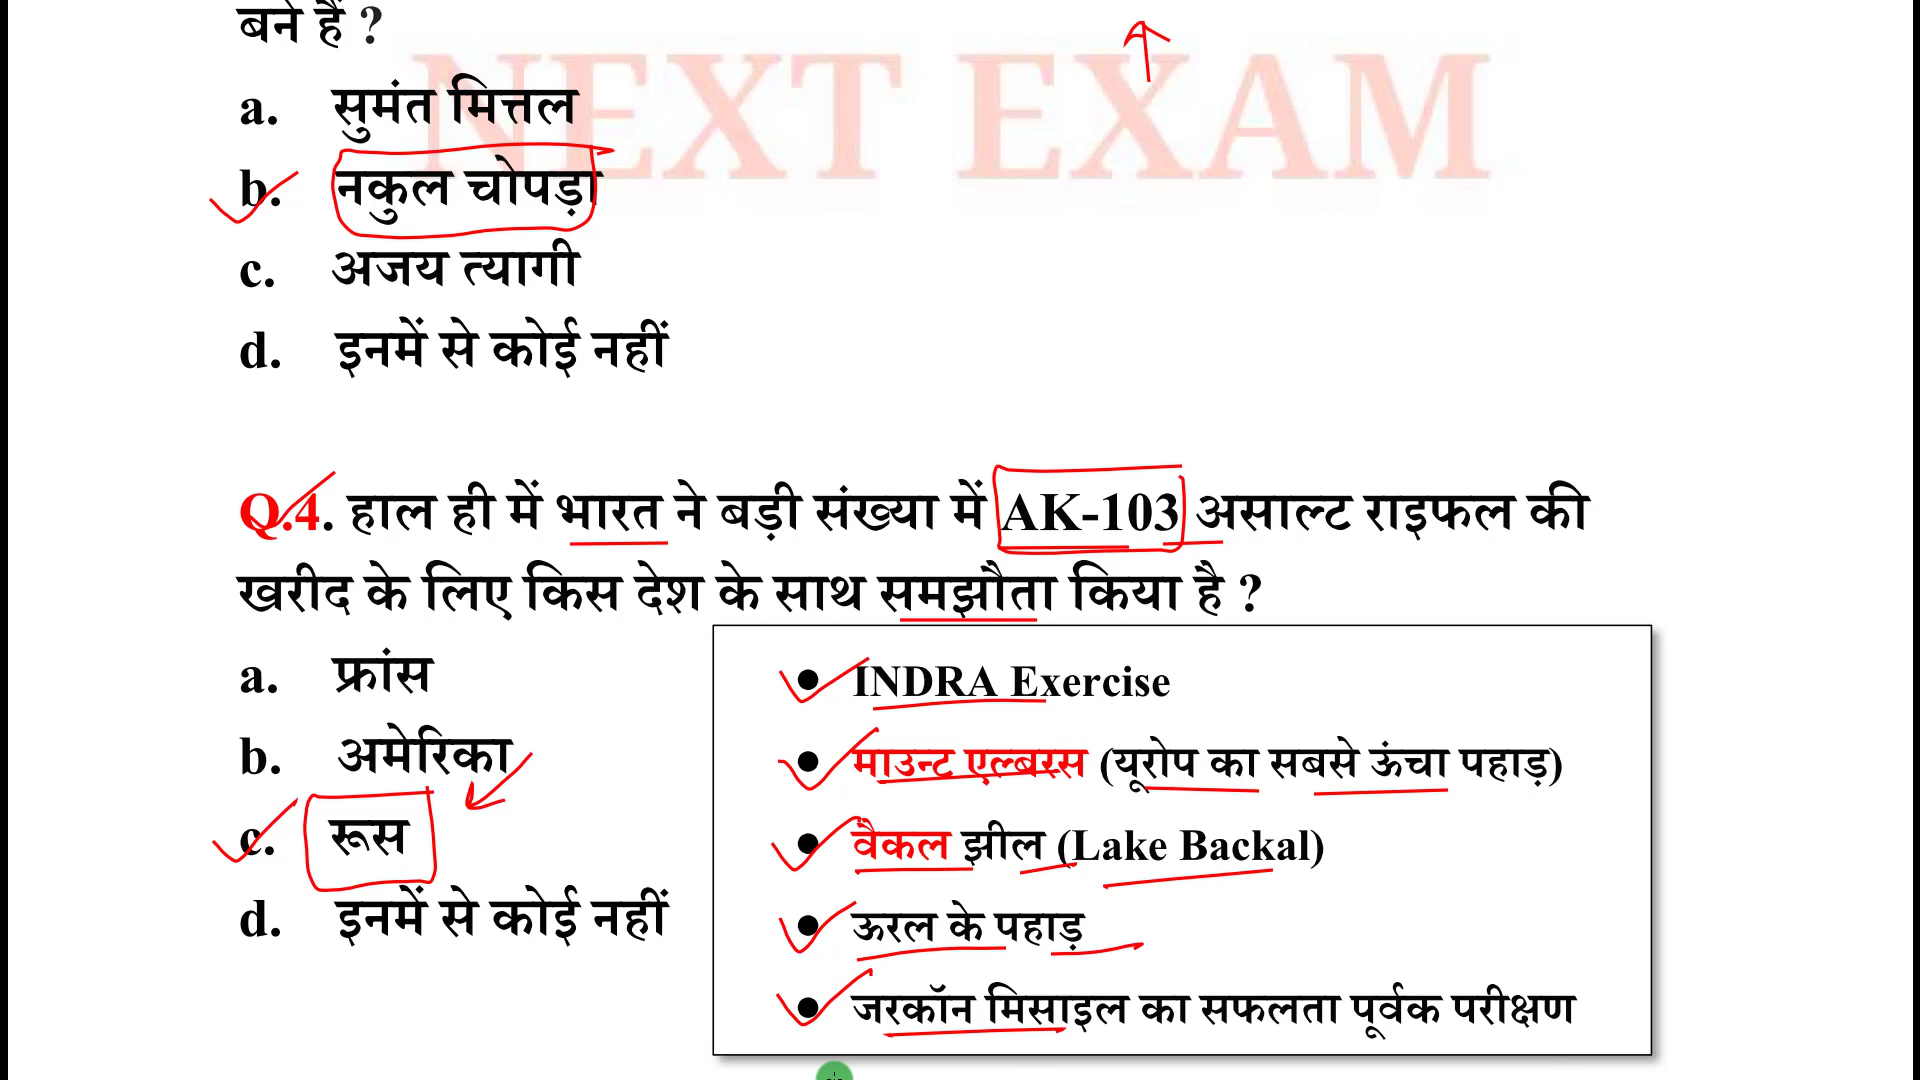 बने हैं ?
NEXT EXAM
a. सुमंत मित्तल
b. नकुल चोपड़ा
c. अजय त्यागी
d. इनमें से कोई नहीं
Q.4. हाल ही में भारत ने बड़ी संख्या में AK-103 असाल्ट राइफल की
खरीद के लिए किस देश के साथ समझौता किया है ?
a. फ्रांस
b. अमेरिका
c. रूस
d. इनमें से कोई नहीं
● INDRA Exercise
● माउन्ट एल्बरस (यूरोप का सबसे ऊंचा पहाड़)
● वैकल झील (Lake Backal)
● ऊरल के पहाड़
● जरकॉन मिसाइल का सफलता पूर्वक परीक्षण